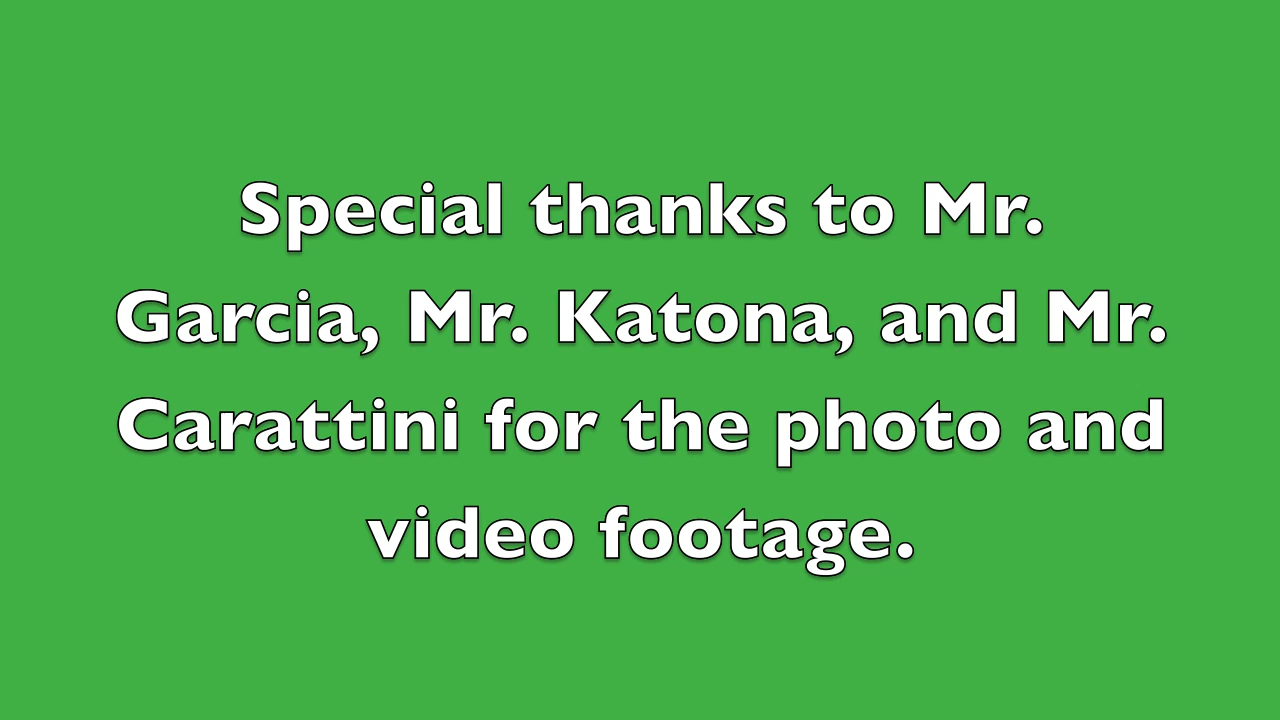 Special thanks to Mr.
Garcia, Mr. Katona, and Mr.
Carattini for the photo and
video footage.